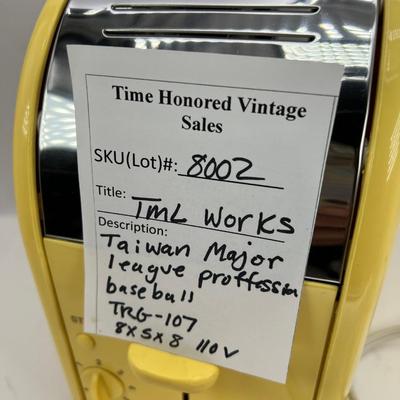 Time Honored Vintage
Sales
SKU(Lot)#: 8002
Title: TML WORKS
Description:
Taiwan Major
league proffession
baseball
TRG-107
8x5x8 110V